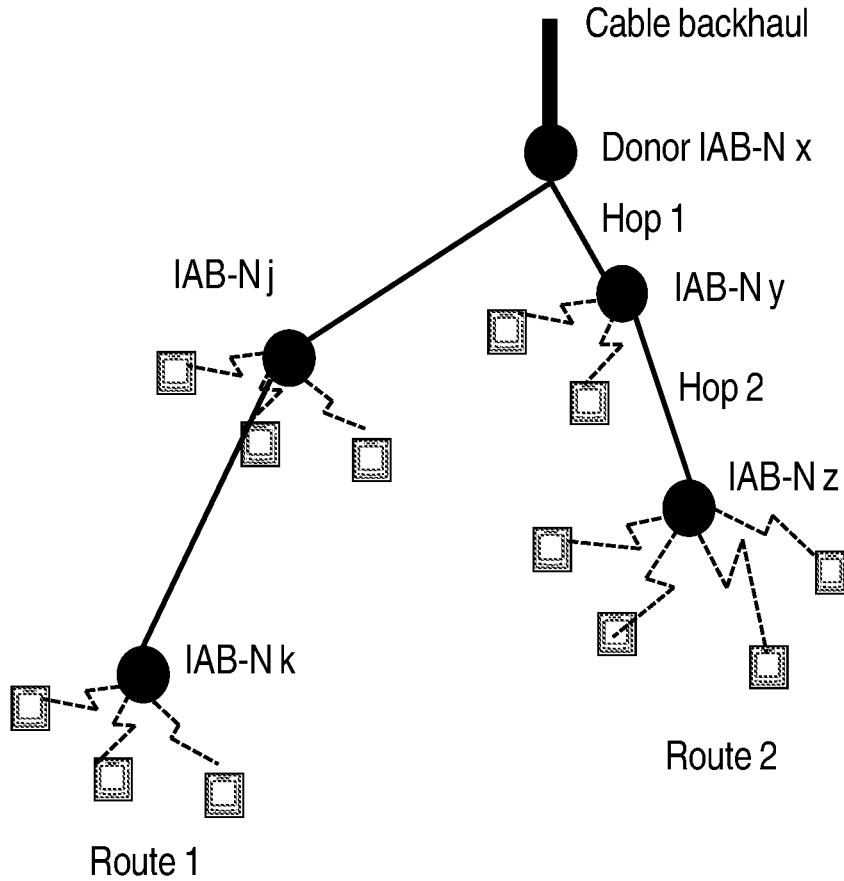 Cable backhaul
Donor IAB-N x
Hop 1
IAB-N j
IAB-N y
Hop 2
IAB-N z
IAB-N k
Route 2
Route 1